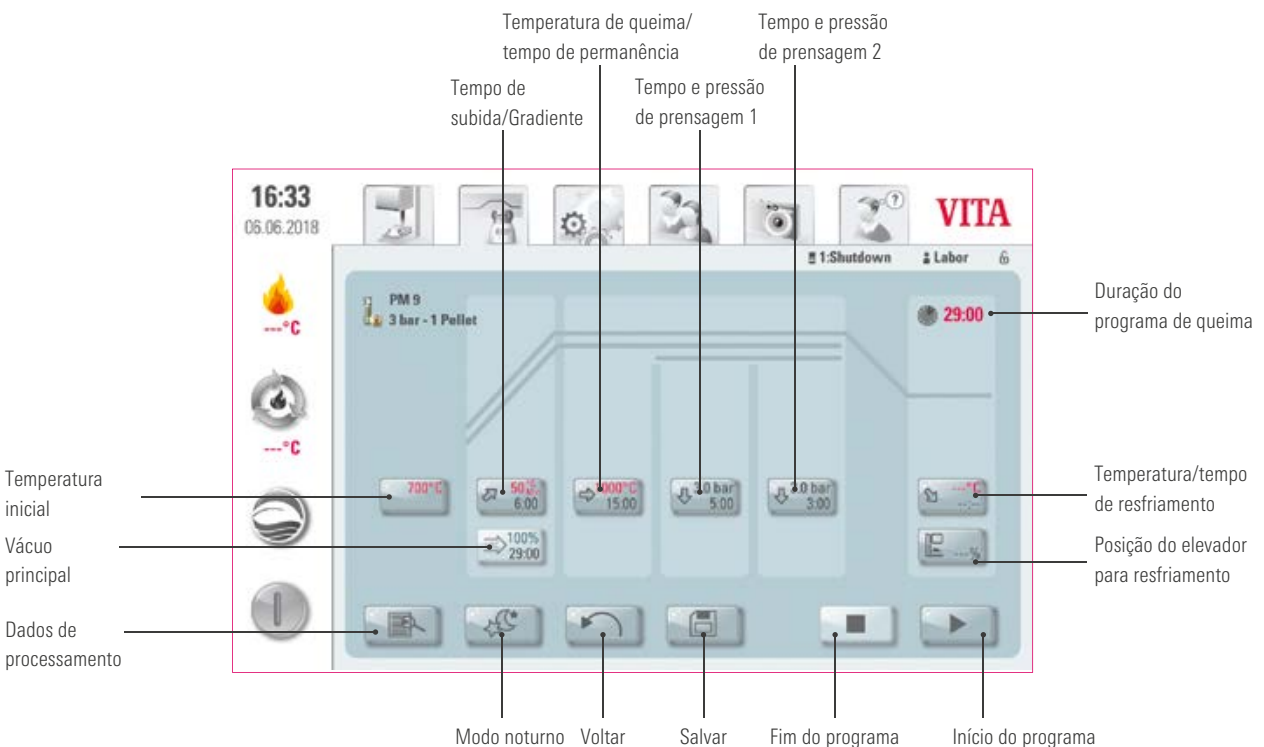 Temperatura de queima/
tempo de permanência
Tempo e pressão
de prensagem 2
Tempo de
subida/Gradiente
Tempo e pressão
de prensagem 1
16:33
06.06.2018
VITA
1:Shutdown
Labor
---°C
---°C
PM 9
3 bar - 1 Pellet
29:00
Duração do
programa de queima
Temperatura
inicial
Vácuo
principal
Dados de
processamento
700°C
50
6:00
100%
29:00
1000°C
15:00
3.0 bar
5:00
3.0 bar
3:00
---°C
--:--
---%
Temperatura/tempo
de resfriamento
Posição do elevador
para resfriamento
Modo noturno
Voltar
Salvar
Fim do programa
Início do programa